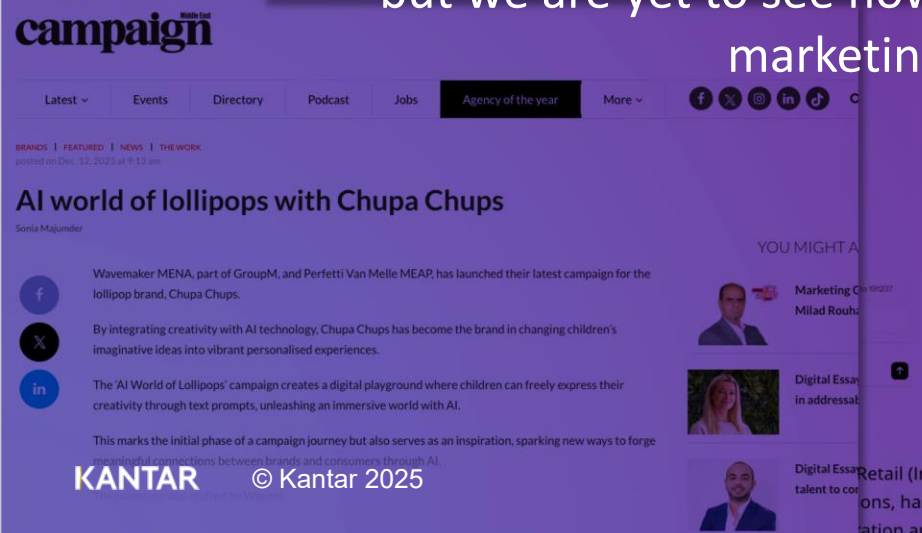 but we are yet to see how
marketin
Middle East
campaign
Latest
Events
Directory
Podcast
Jobs
Agency of the year
More
BRANDS | FEATURED | NEWS | THE WORK
posted on Dec. 12, 2023 at 9:13 am
AI world of lollipops with Chupa Chups
Sonia Majumder
Wavemaker MENA, part of GroupM, and Perfetti Van Melle MEAP, has launched their latest campaign for the
lollipop brand, Chupa Chups.
By integrating creativity with AI technology, Chupa Chups has become the brand in changing children's
imaginative ideas into vibrant personalised experiences.
The 'AI World of Lollipops' campaign creates a digital playground where children can freely express their
creativity through text prompts, unleashing an immersive world with AI.
This marks the initial phase of a campaign journey but also serves as an inspiration, sparking new ways to forge
meaningful connections between brands and consumers through AI.
YOU MIGHT A
Marketing
Milad Rouh
Digital Essay
in addressab
Digital Essay
talent to co
Retail (I
ons, ha
ration a
KANTAR
© Kantar 2025